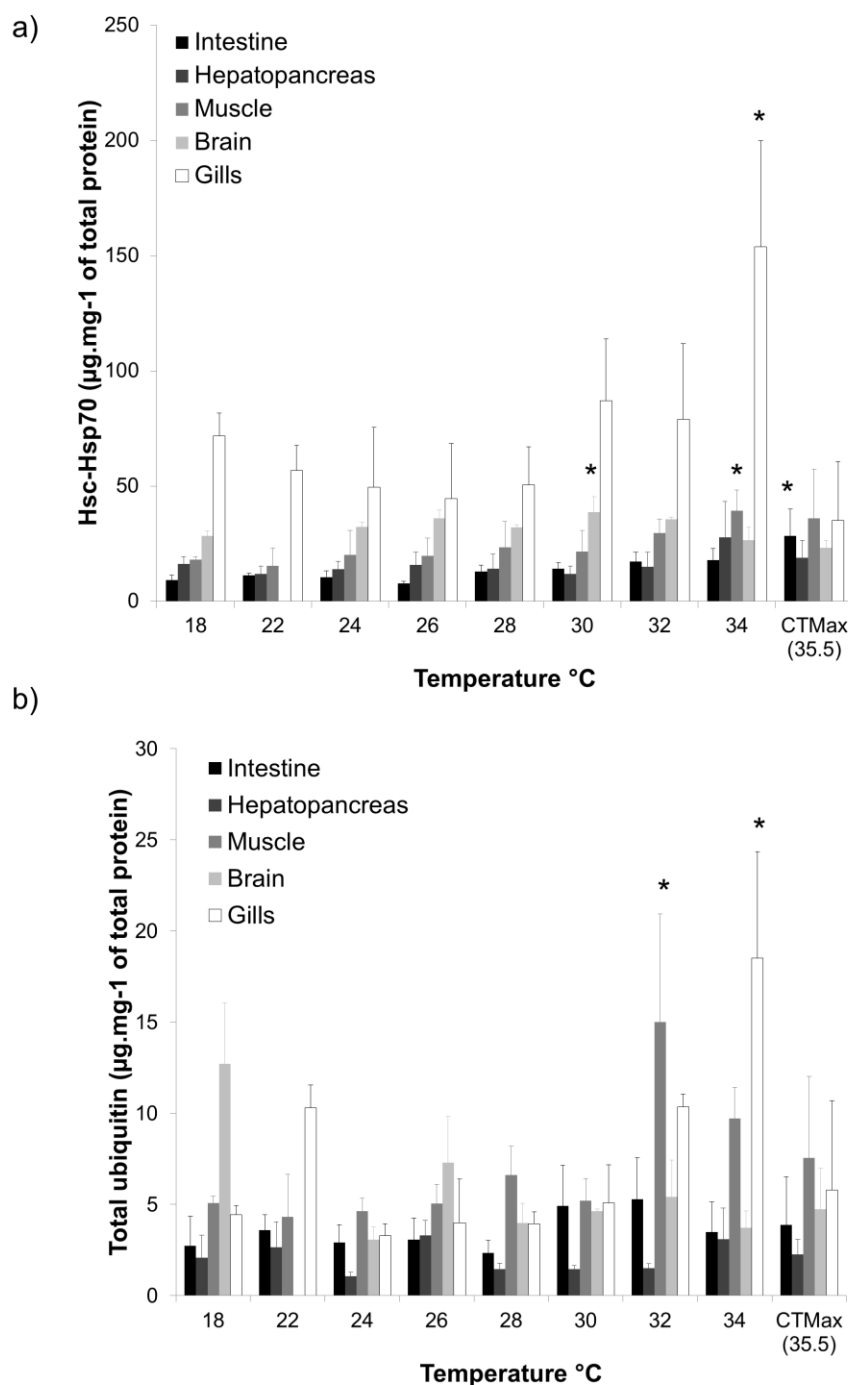 a)
Hsc-Hsp70 (µg.mg-1 of total protein)
250
200
150
100
50
0
Intestine
Hepatopancreas
Muscle
Brain
Gills
*
*
*
*
18 22 24 26 28 30 32 34 CTMax
(35.5)
Temperature °C
b)
Total ubiquitin (µg.mg-1 of total protein)
30
25
20
15
10
5
0
Intestine
Hepatopancreas
Muscle
Brain
Gills
*
*
18 22 24 26 28 30 32 34 CTMax
(35.5)
Temperature °C